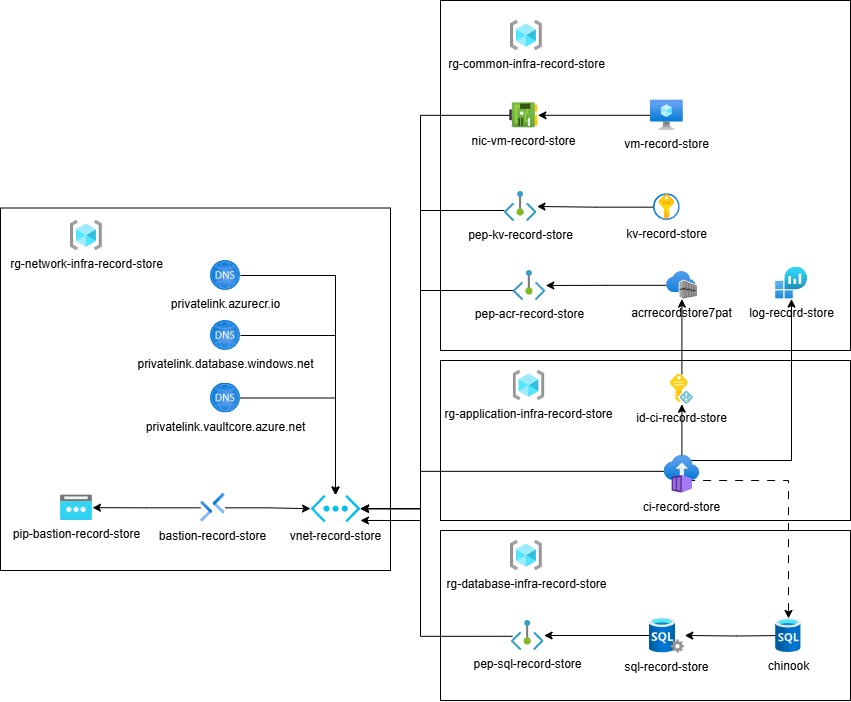 rg-common-infra-record-store
nic-vm-record-store
vm-record-store
pep-kv-record-store
kv-record-store
pep-acr-record-store
acrrecordstore7pat
log-record-store
rg-network-infra-record-store
DNS
privatelink.azurecr.io
DNS
privatelink.database.windows.net
DNS
privatelink.vaultcore.azure.net
pip-bastion-record-store
bastion-record-store
vnet-record-store
rg-application-infra-record-store
id-ci-record-store
ci-record-store
rg-database-infra-record-store
pep-sql-record-store
SQL
sql-record-store
SQL
chinook